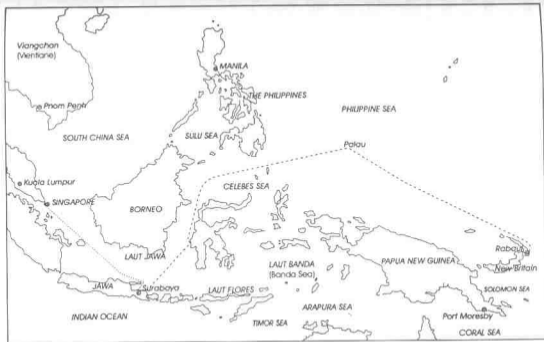 Viangchan
(Vientiane)
MANILA
THE PHILIPPINES
Pnom Penh
PHILIPPINE SEA
SOUTH CHINA SEA
SULU SEA
Palau
Kuala Lumpur
CELEBES SEA
SINGAPORE
BORNEO
Rabaul
LAUT JAWA
LAUT BANDA
(Banda Sea)
PAPUA NEW GUINEA
New Britain
JAWA
Surabaya
LAUT FLORES
SOLOMON SEA
ARAFURA SEA
Port Moresby
INDIAN OCEAN
TIMOR SEA
CORAL SEA